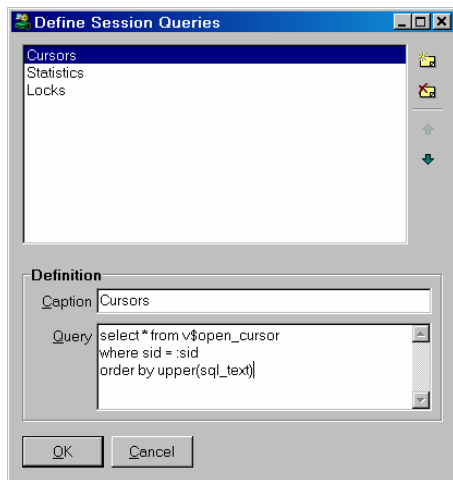 Define Session Queries
Cursors
Statistics
Locks
Definition
Caption Cursors
Query select * from v$open_cursor
where sid = :sid
order by upper(sql_text)
OK Cancel